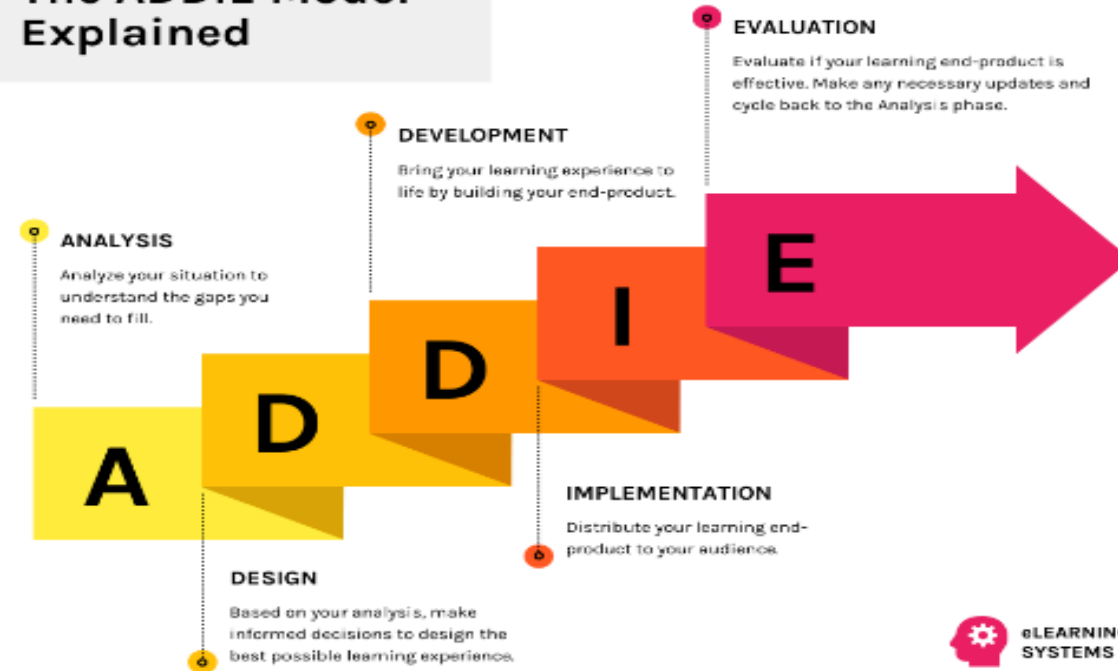 The ADDIE Model
Explained
EVALUATION
Evaluate if your learning end-product is
effective. Make any necessary updates and
cycle back to the Analysis phase.
DEVELOPMENT
Bring your learning experience to
life by building your end-product.
ANALYSIS
Analyze your situation to
understand the gaps you
need to fill.
A
D
D
I
E
IMPLEMENTATION
Distribute your learning end-
product to your audience.
DESIGN
Based on your analysis, make
informed decisions to design the
best possible learning experience.
SYSTEMS